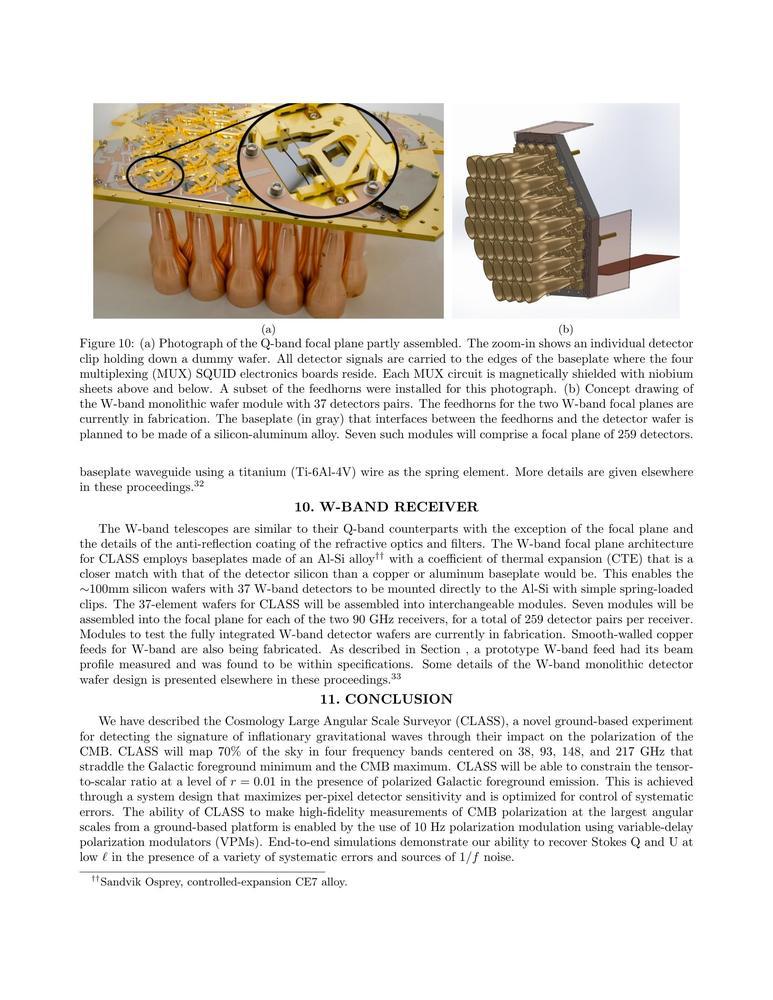 (a)
(b)
Figure 10: (a) Photograph of the Q-band focal plane partly assembled. The zoom-in shows an individual detector
clip holding down a dummy wafer. All detector signals are carried to the edges of the baseplate where the four
multiplexing (MUX) SQUID electronics boards reside. Each MUX circuit is magnetically shielded with niobium
sheets above and below. A subset of the feedhorns were installed for this photograph. (b) Concept drawing of
the W-band monolithic wafer module with 37 detectors pairs. The feedhorns for the two W-band focal planes are
currently in fabrication. The baseplate (in gray) that interfaces between the feedhorns and the detector wafer is
planned to be made of a silicon-aluminum alloy. Seven such modules will comprise a focal plane of 259 detectors.
baseplate waveguide using a titanium (Ti-6Al-4V) wire as the spring element. More details are given elsewhere
in these proceedings.³²
10. W-BAND RECEIVER
The W-band telescopes are similar to their Q-band counterparts with the exception of the focal plane and
the details of the anti-reflection coating of the refractive optics and filters. The W-band focal plane architecture
for CLASS employs baseplates made of an Al-Si alloy†† with a coefficient of thermal expansion (CTE) that is a
closer match with that of the detector silicon than a copper or aluminum baseplate would be. This enables the
∼100mm silicon wafers with 37 W-band detectors to be mounted directly to the Al-Si with simple spring-loaded
clips. The 37-element wafers for CLASS will be assembled into interchangeable modules. Seven modules will be
assembled into the focal plane for each of the two 90 GHz receivers, for a total of 259 detector pairs per receiver.
Modules to test the fully integrated W-band detector wafers are currently in fabrication. Smooth-walled copper
feeds for W-band are also being fabricated. As described in Section , a prototype W-band feed had its beam
profile measured and was found to be within specifications. Some details of the W-band monolithic detector
wafer design is presented elsewhere in these proceedings.³³
11. CONCLUSION
We have described the Cosmology Large Angular Scale Surveyor (CLASS), a novel ground-based experiment
for detecting the signature of inflationary gravitational waves through their impact on the polarization of the
CMB. CLASS will map 70% of the sky in four frequency bands centered on 38, 93, 148, and 217 GHz that
straddle the Galactic foreground minimum and the CMB maximum. CLASS will be able to constrain the tensor-
to-scalar ratio at a level of r = 0.01 in the presence of polarized Galactic foreground emission. This is achieved
through a system design that maximizes per-pixel detector sensitivity and is optimized for control of systematic
errors. The ability of CLASS to make high-fidelity measurements of CMB polarization at the largest angular
scales from a ground-based platform is enabled by the use of 10 Hz polarization modulation using variable-delay
polarization modulators (VPMs). End-to-end simulations demonstrate our ability to recover Stokes Q and U at
low ℓ in the presence of a variety of systematic errors and sources of 1/f noise.
††Sandvik Osprey, controlled-expansion CE7 alloy.